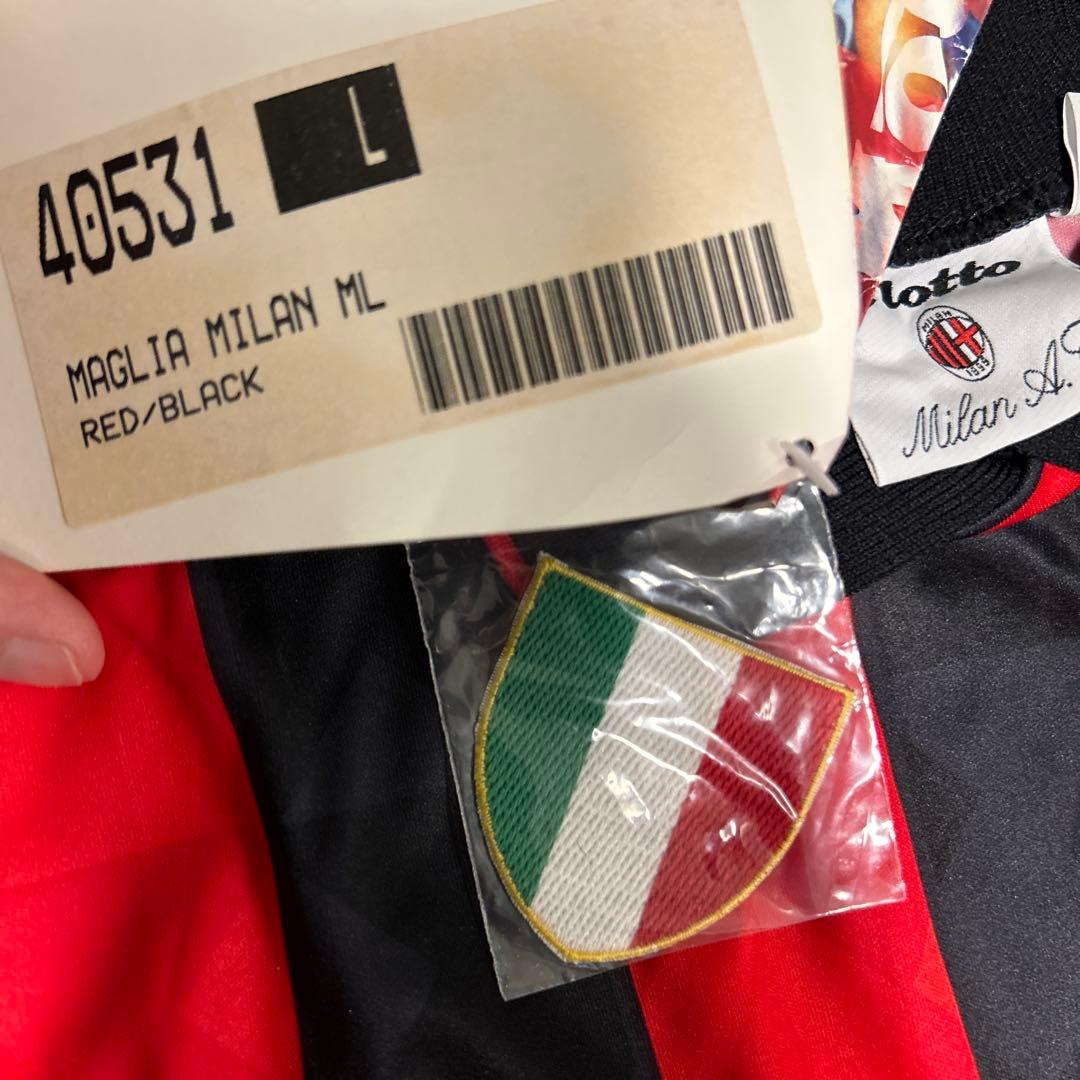 40531 L
MAGLIA MILAN ML
RED/BLACK
lotto
MILAN
1899
Milan A.